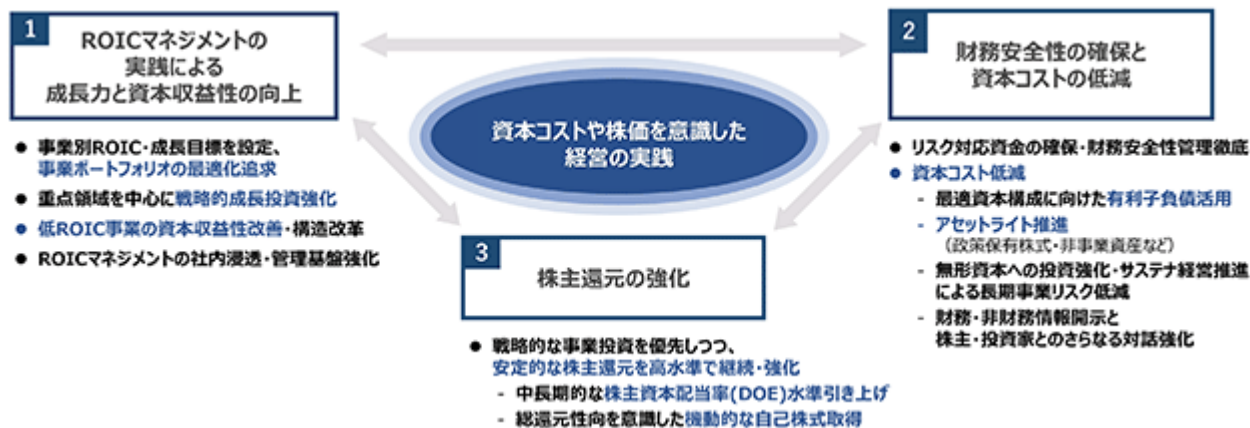 1
ROICマネジメントの
実践による
成長力と資本収益性の向上
● 事業別ROIC・成長目標を設定、
事業ポートフォリオの最適化追求
● 重点領域を中心に戦略的成長投資強化
● 低ROIC事業の資本収益性改善・構造改革
● ROICマネジメントの社内浸透・管理基盤強化
資本コストや株価を意識した
経営の実践
2
財務安全性の確保と
資本コストの低減
● リスク対応資金の確保・財務安全性管理徹底
● 資本コスト低減
- 最適資本構成に向けた有利子負債活用
- アセットライト推進
（政策保有株式・非事業資産など）
- 無形資本への投資強化・サステナ経営推進
による長期事業リスク低減
- 財務・非財務情報開示と
株主・投資家とのさらなる対話強化
3
株主還元の強化
● 戦略的な事業投資を優先しつつ、
安定的な株主還元を高水準で継続・強化
- 中長期的な株主資本配当率(DOE)水準引き上げ
- 総還元性向を意識した機動的な自己株式取得